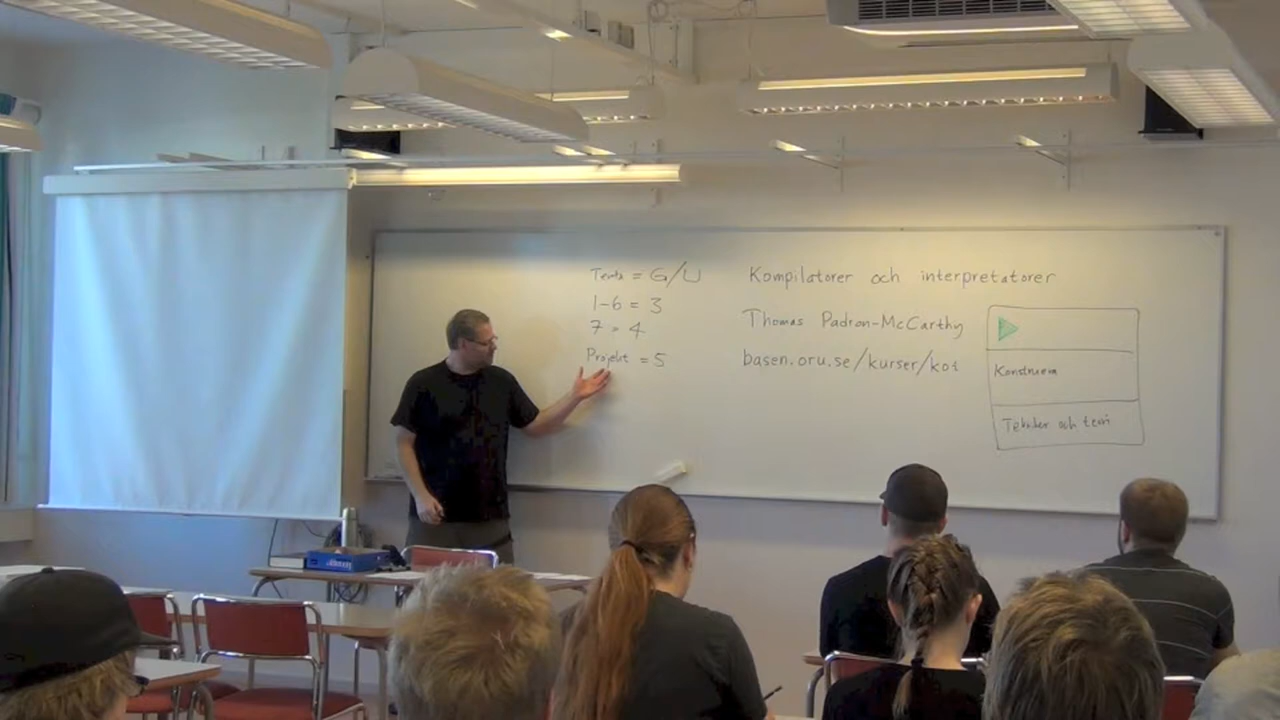 Tenta = G/U
1-6 = 3
7 = 4
Projekt = 5
Kompilatorer och interpretatorer
Thomas Padron-McCarthy
basen.oru.se/kurser/koi
Konstruera
Tekniker och teori